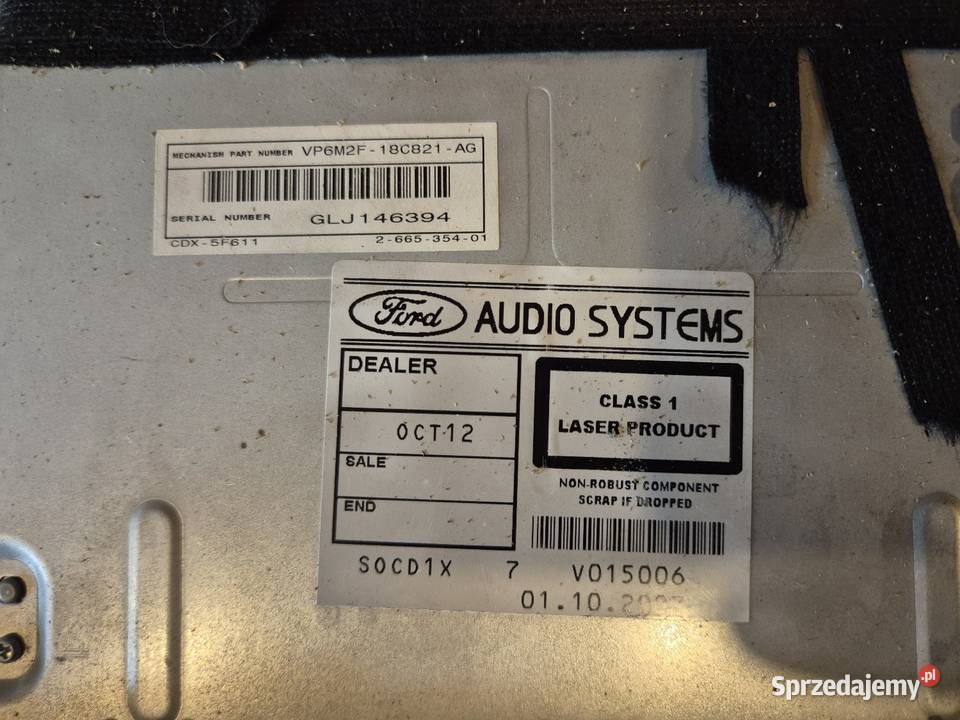 MECHANISM PART NUMBER VP6M2F-18C821-AG
SERIAL NUMBER GLJ146394
CDX-5F611 2-665-354-01
Ford AUDIO SYSTEMS
DEALER
OCT12
SALE
END
CLASS 1
LASER PRODUCT
NON-ROBUST COMPONENT
SCRAP IF DROPPED
SOCD1X 7 V015006
Sprzedajemy.pl